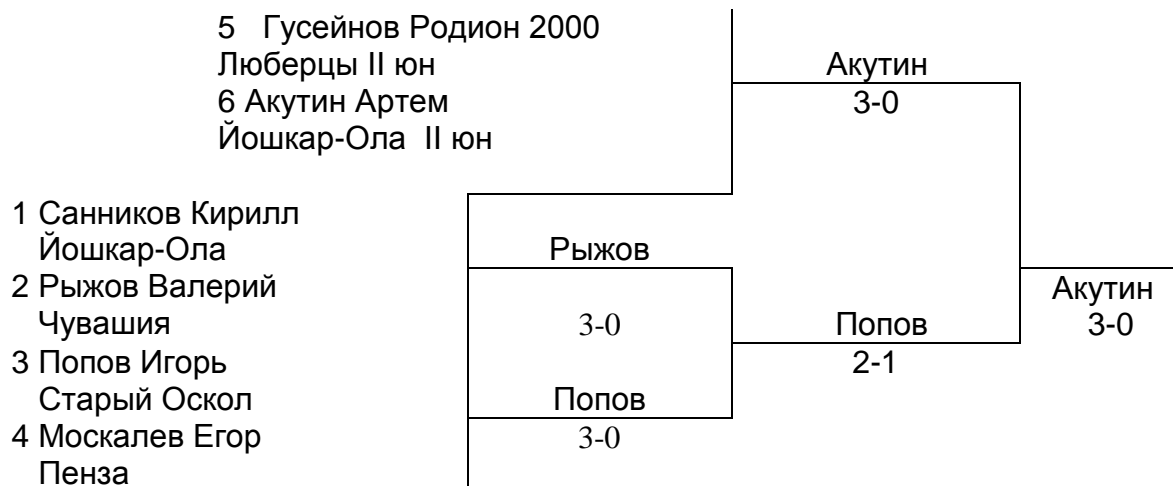 5 Гусейнов Родион 2000
Люберцы II юн
6 Акутин Артем
Йошкар-Ола II юн
Акутин
3-0
1 Санников Кирилл
Йошкар-Ола
2 Рыжов Валерий
Чувашия
3 Попов Игорь
Старый Оскол
4 Москалев Егор
Пенза
Рыжов
3-0
Попов
3-0
Попов
2-1
Акутин
3-0